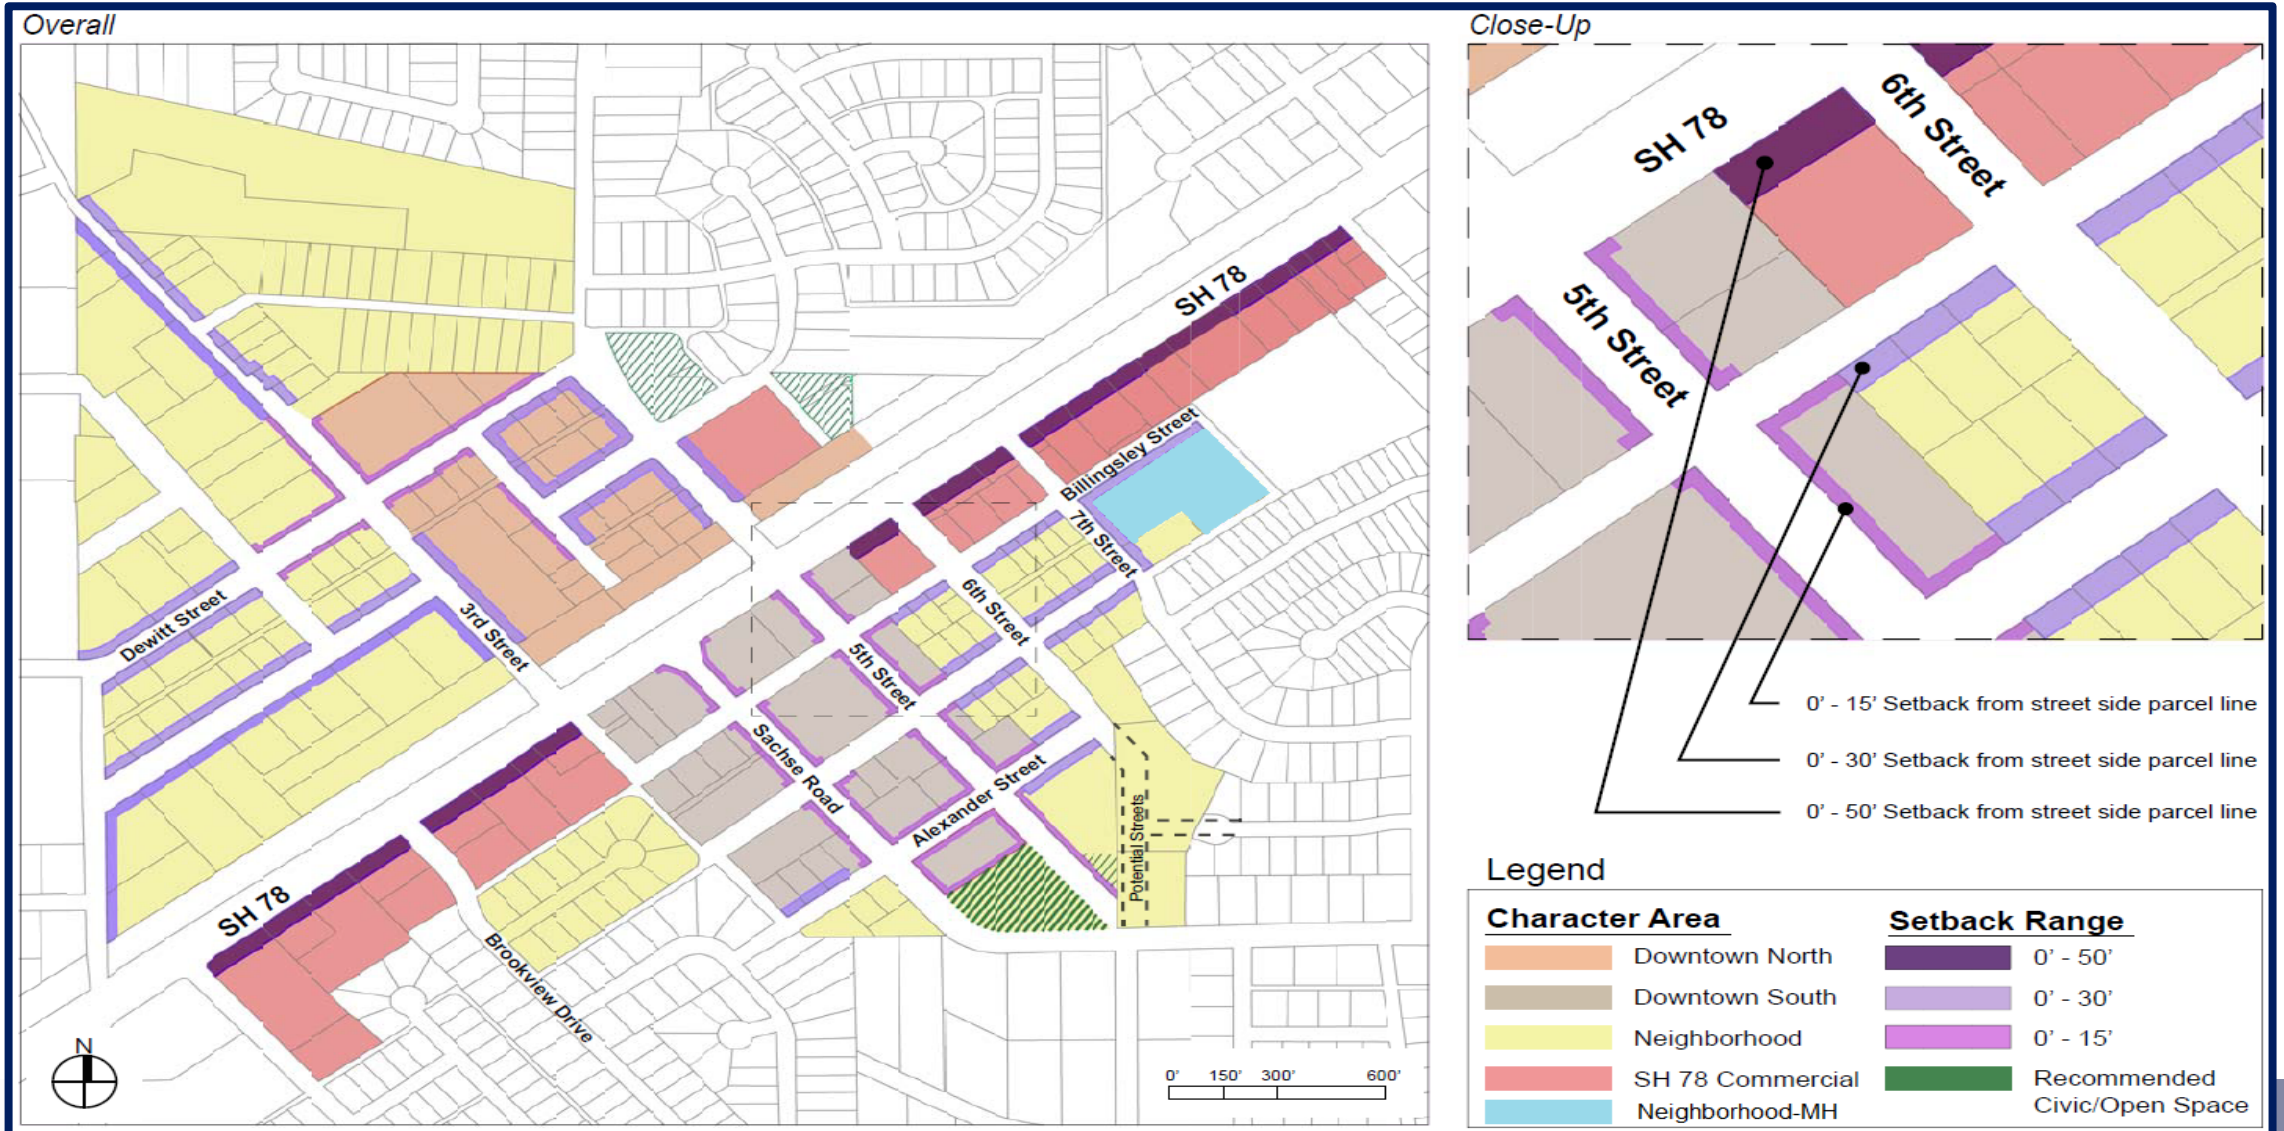 Overall
Close-Up
SH 78
6th Street
5th Street
SH 78
Billingsley Street
7th Street
6th Street
Dewitt Street
3rd Street
5th Street
Sachse Road
Alexander Street
Potential Streets
SH 78
Brookview Drive
N
0' 150' 300' 600'
0' - 15' Setback from street side parcel line
0' - 30' Setback from street side parcel line
0' - 50' Setback from street side parcel line
Legend
Character Area
Downtown North
Downtown South
Neighborhood
SH 78 Commercial
Neighborhood-MH
Setback Range
0' - 50'
0' - 30'
0' - 15'
Recommended
Civic/Open Space